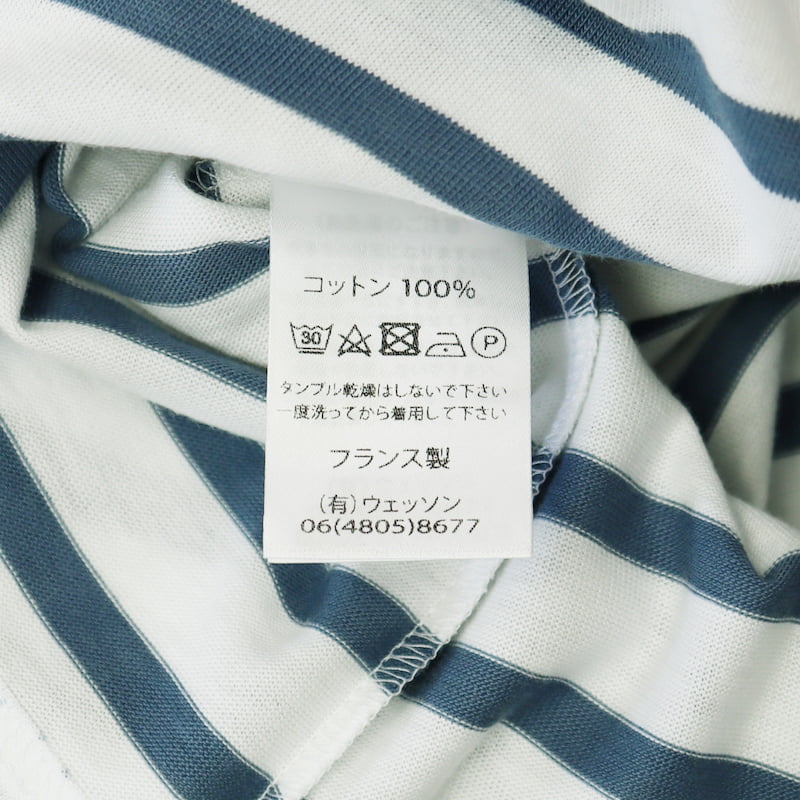 コットン 100%
30 P
タンブル乾燥はしないで下さい
一度洗ってから着用して下さい
フランス製
(有)ウェッソン
06(4805)8677